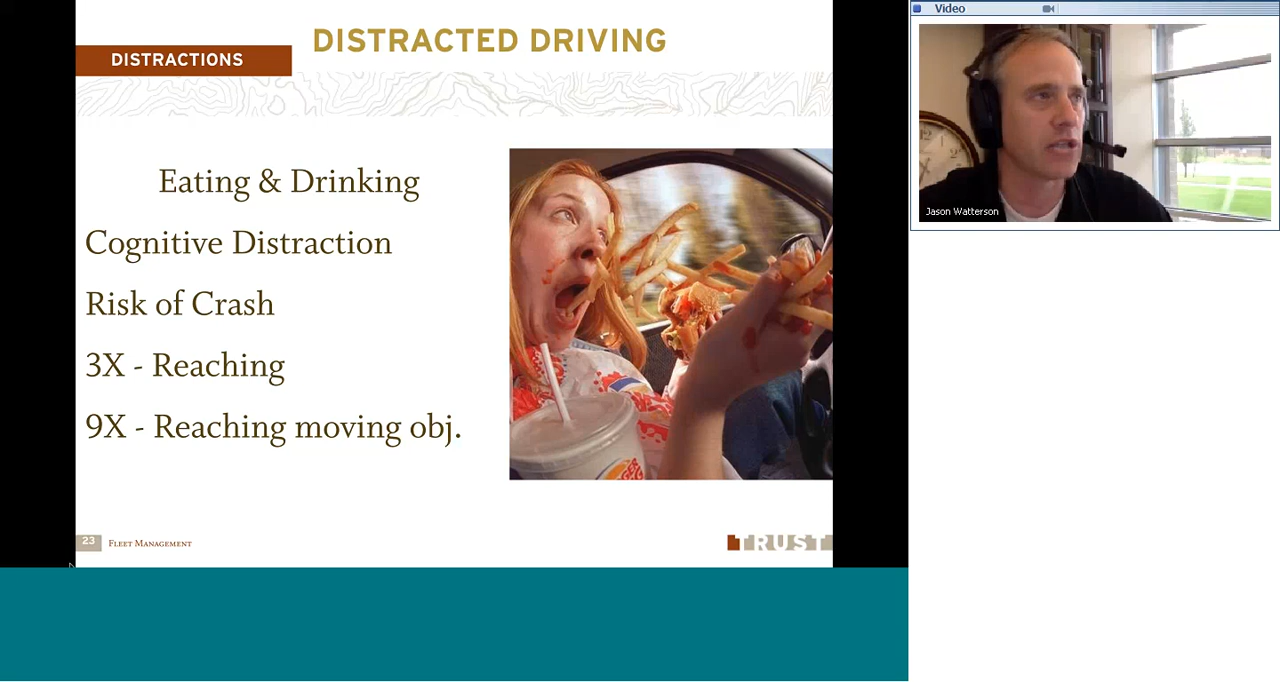 DISTRACTED DRIVING
DISTRACTIONS
Eating & Drinking
Cognitive Distraction
Risk of Crash
3X - Reaching
9X - Reaching moving obj.
23 Fleet Management
TRUST
Video
Jason Watterson